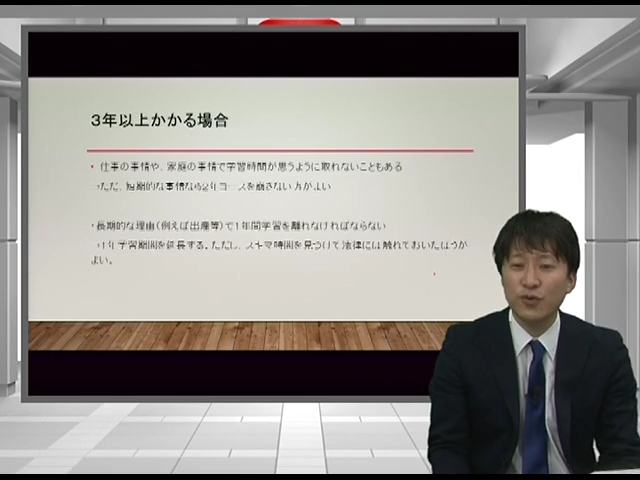 ３年以上かかる場合
・仕事の事情や、家庭の事情で学習時間が思うように取れないこともある
→ただ、短期的な事情なら2年コースを崩さない方がよい
・長期的な理由（例えば出産等）で１年間学習を離れなければならない
→１年学習期間を延長する。ただし、スキマ時間を見つけて法律には触れておいたほうが
よい。